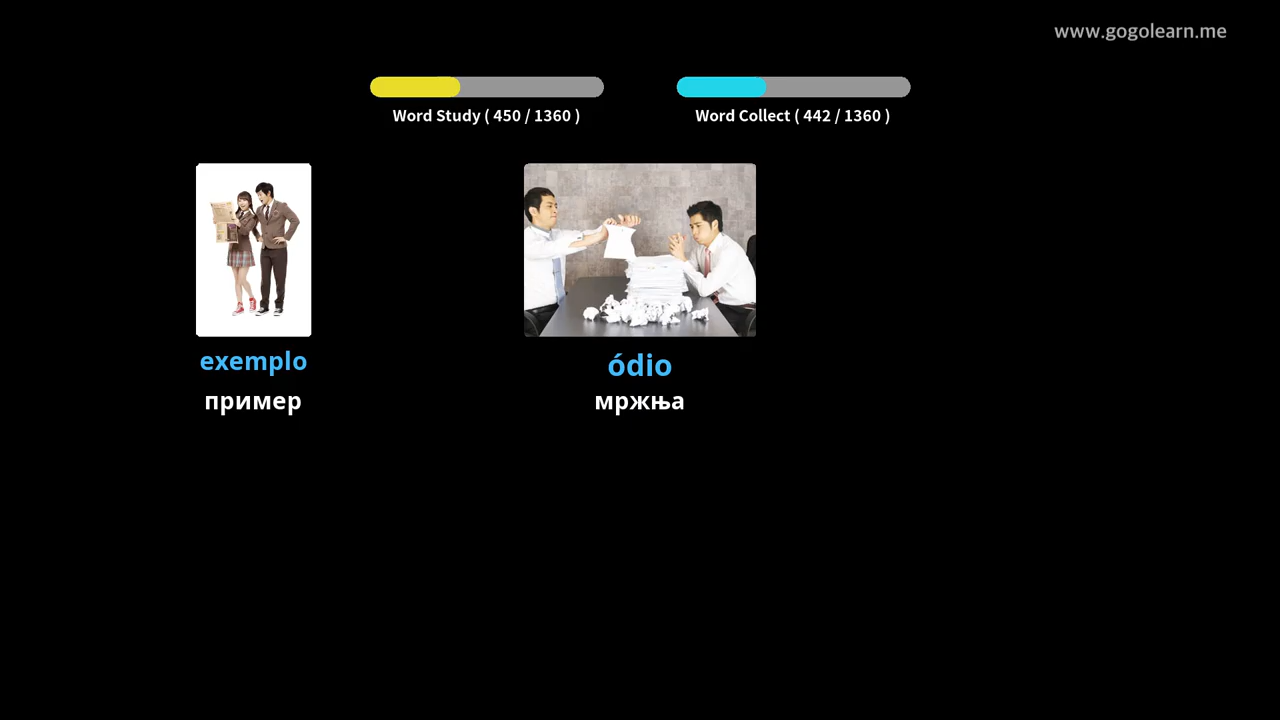 www.gogolearn.me
Word Study ( 450 / 1360 )
Word Collect ( 442 / 1360 )
exemplo
пример
ódio
мржња